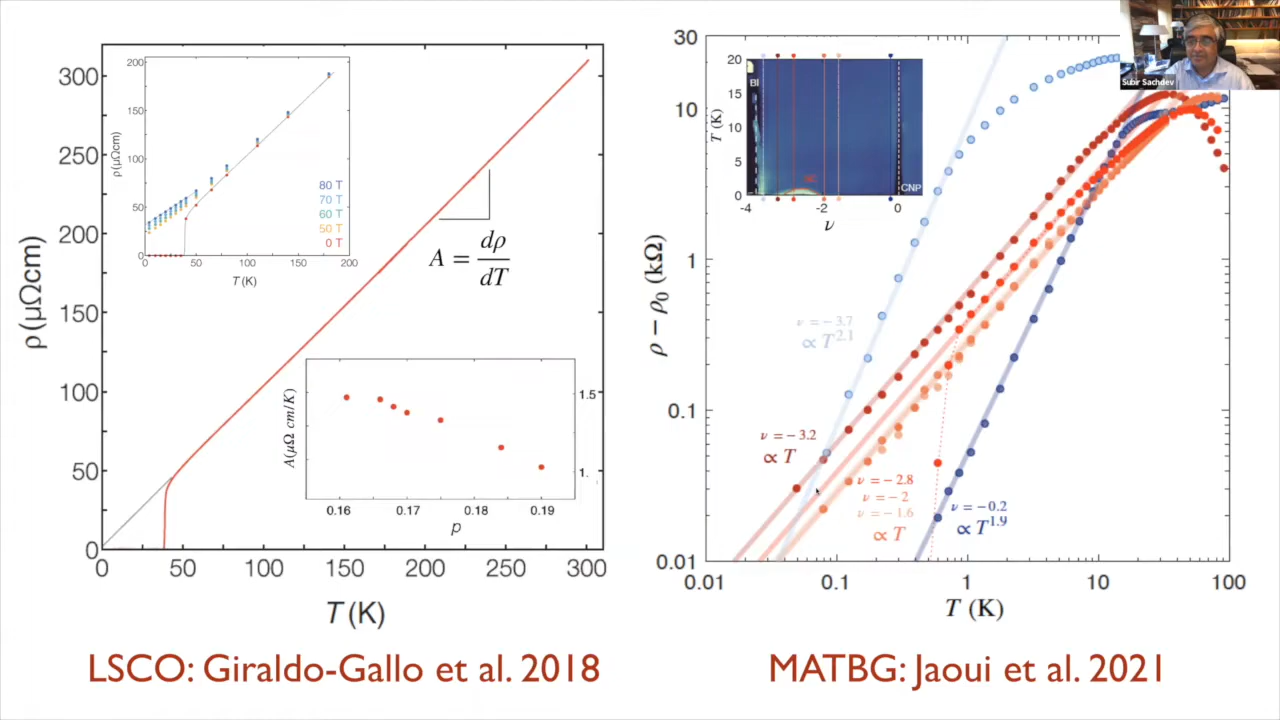 300
250
200
150
100
50
0
ρ (μΩcm)
0
50
100
150
200
250
300
T (K)
200
150
100
50
0
ρ(μΩcm)
80 T
70 T
60 T
50 T
0 T
0
50
100
150
200
T (K)
A = dρ/dT
A(μΩ cm/K)
1.5
1.
0.16
0.17
0.18
0.19
p
LSCO: Giraldo-Gallo et al. 2018
30
10
1
0.1
0.01
ρ − ρ₀ (kΩ)
0.01
0.1
1
10
100
T (K)
20
15
10
5
0
T (K)
BI
SC
CNP
-4
-2
0
ν
ν = − 3.7
∝ T^2.1
ν = − 3.2
∝ T
ν = − 2.8
ν = − 2
ν = − 1.6
∝ T
ν = −0.2
∝ T^1.9
MATBG: Jaoui et al. 2021
Subir Sachdev